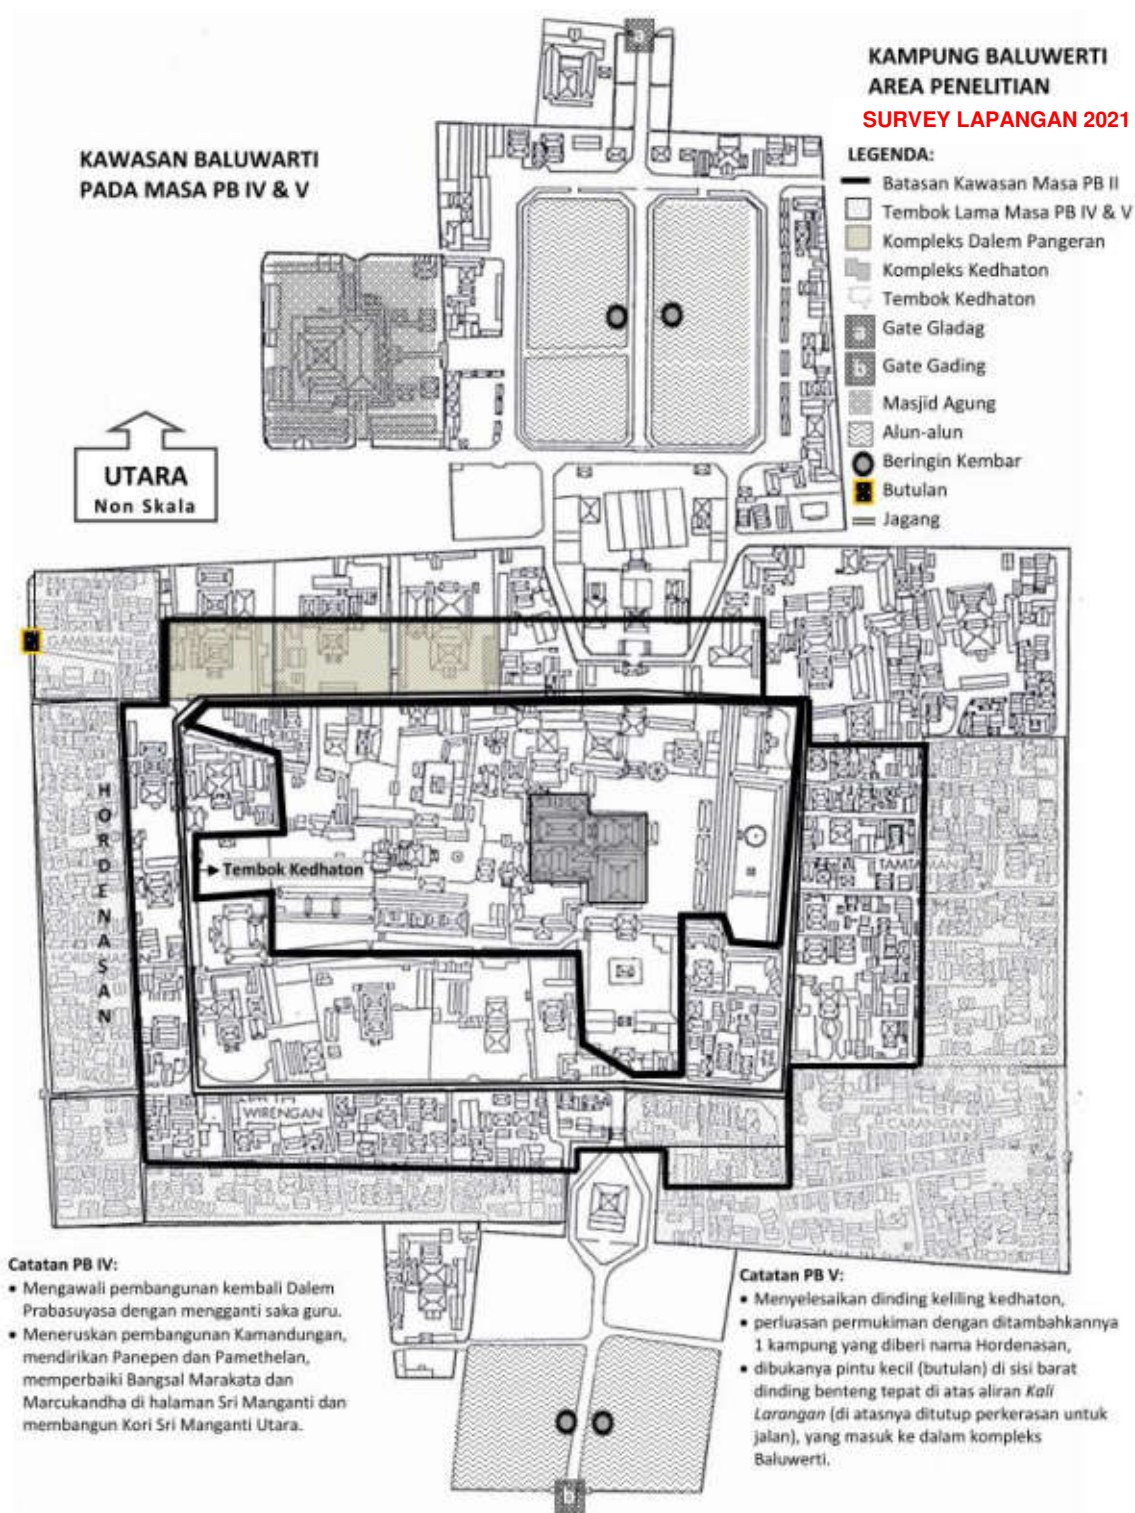 a
KAMPUNG BALUWERTI
AREA PENELITIAN
SURVEY LAPANGAN 2021
KAWASAN BALUWARTI
PADA MASA PB IV & V
LEGENDA:
Batasan Kawasan Masa PB II
Tembok Lama Masa PB IV & V
Kompleks Dalem Pangeran
Kompleks Kedhaton
Tembok Kedhaton
a Gate Gladag
b Gate Gading
Masjid Agung
Alun-alun
Beringin Kembar
Butulan
Jagang
UTARA
Non Skala
GAMBUHAN
HORDENASAN
Tembok Kedhaton
TAMTAMAN
WIRENGAN
CARANGAN
Catatan PB IV:
• Mengawali pembangunan kembali Dalem
Prabasuyasa dengan mengganti saka guru.
• Meneruskan pembangunan Kamandungan,
mendirikan Panepen dan Pamethelan,
memperbaiki Bangsal Marakata dan
Marcukandha di halaman Sri Manganti dan
membangun Kori Sri Manganti Utara.
Catatan PB V:
• Menyelesaikan dinding keliling kedhaton,
• perluasan permukiman dengan ditambahkannya
1 kampung yang diberi nama Hordenasan,
• dibukanya pintu kecil (butulan) di sisi barat
dinding benteng tepat di atas aliran Kali
Larangan (di atasnya ditutup perkerasan untuk
jalan), yang masuk ke dalam kompleks
Baluwerti.
b